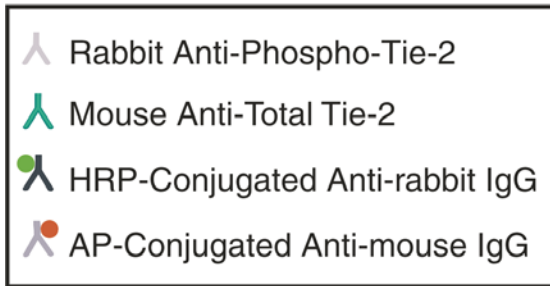 Rabbit Anti-Phospho-Tie-2
Mouse Anti-Total Tie-2
HRP-Conjugated Anti-rabbit IgG
AP-Conjugated Anti-mouse IgG